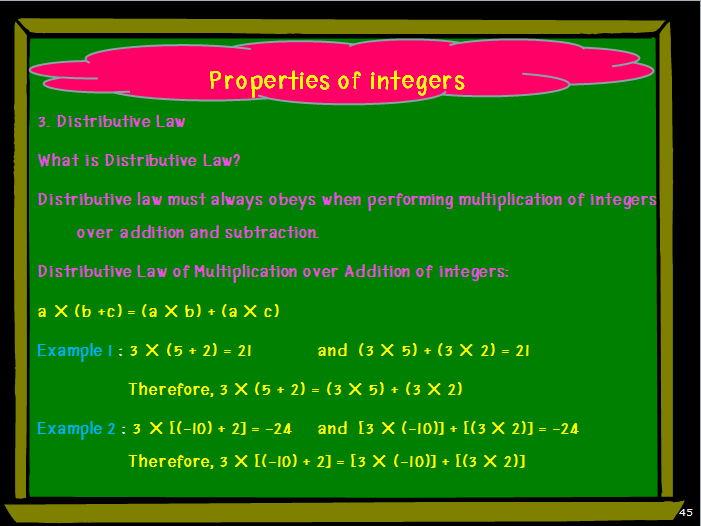 Properties of integers
3. Distributive Law
What is Distributive Law?
Distributive law must always obeys when performing multiplication of integers
over addition and subtraction.
Distributive Law of Multiplication over Addition of integers:
a X (b +c) = (a X b) + (a X c)
Example 1 : 3 X (5 + 2) = 21 and (3 X 5) + (3 X 2) = 21
Therefore, 3 X (5 + 2) = (3 X 5) + (3 X 2)
Example 2 : 3 X [(-10) + 2] = -24 and [3 X (-10)] + [(3 X 2)] = -24
Therefore, 3 X [(-10) + 2] = [3 X (-10)] + [(3 X 2)]
45